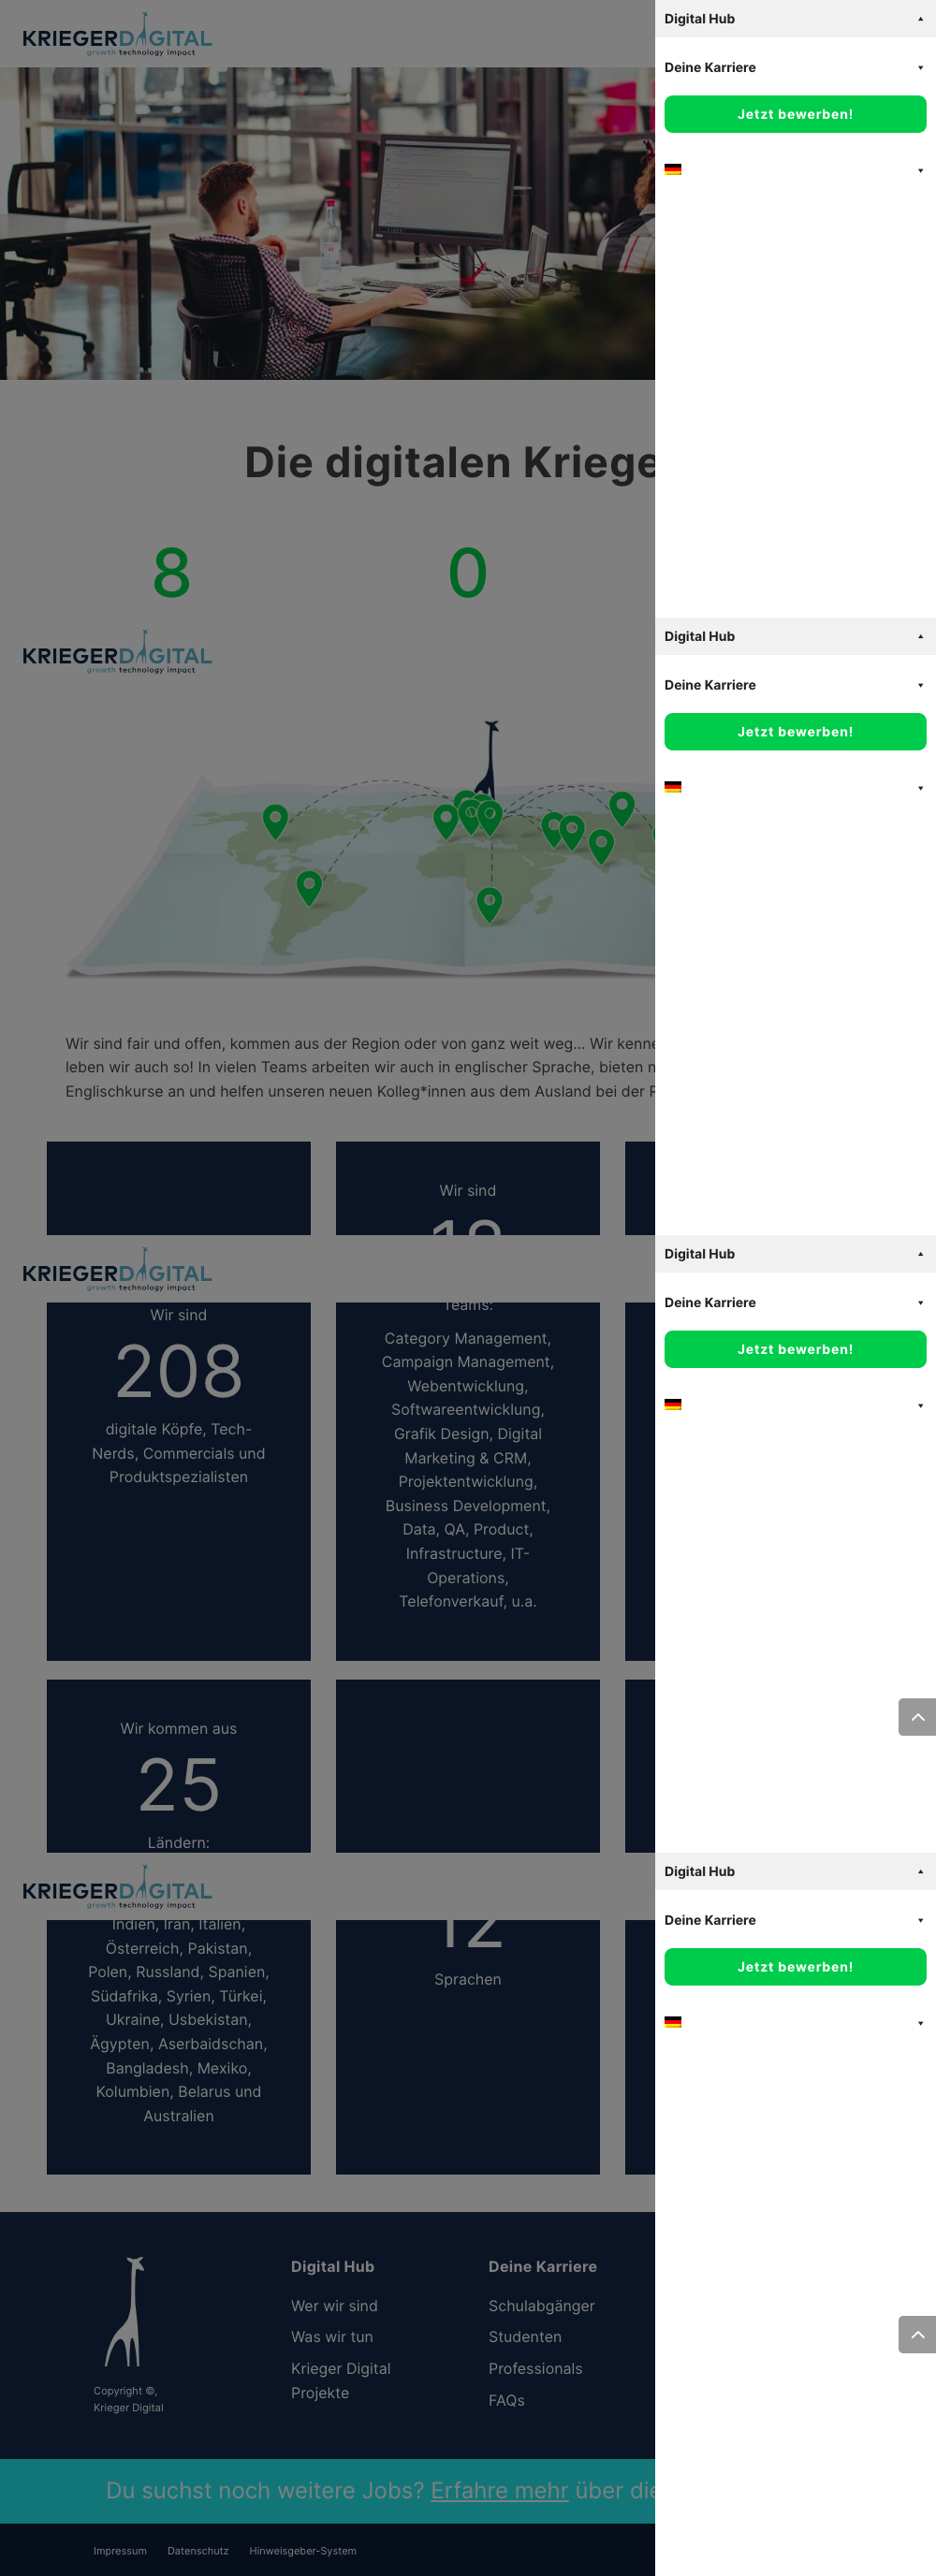 KRIEGERDIGITAL
growth technology impact
Digital Hub
Deine Karriere
Jetzt bewerben!
Die digitalen Kriege
8
0
KRIEGERDIGITAL
growth technology impact
Digital Hub
Deine Karriere
Jetzt bewerben!
Wir sind fair und offen, kommen aus der Region oder von ganz weit weg... Wir kenne
leben wir auch so! In vielen Teams arbeiten wir auch in englischer Sprache, bieten
Englischkurse an und helfen unseren neuen Kolleg*innen aus dem Ausland bei der
Wir sind
KRIEGERDIGITAL
growth technology impact
Digital Hub
Deine Karriere
Jetzt bewerben!
Wir sind
208
digitale Köpfe, Tech-
Nerds, Commercials und
Produktspezialisten
Teams:
Category Management,
Campaign Management,
Webentwicklung,
Softwareentwicklung,
Grafik Design, Digital
Marketing & CRM,
Projektentwicklung,
Business Development,
Data, QA, Product,
Infrastructure, IT-
Operations,
Telefonverkauf, u.a.
Wir kommen aus
25
Ländern:
KRIEGERDIGITAL
growth technology impact
Digital Hub
Deine Karriere
Jetzt bewerben!
Indien, Iran, Italien,
Österreich, Pakistan,
Polen, Russland, Spanien,
Südafrika, Syrien, Türkei,
Ukraine, Usbekistan,
Ägypten, Aserbaidschan,
Bangladesh, Mexiko,
Kolumbien, Belarus und
Australien
12
Sprachen
Copyright ©,
Krieger Digital
Digital Hub
Wer wir sind
Was wir tun
Krieger Digital
Projekte
Deine Karriere
Schulabgänger
Studenten
Professionals
FAQs
Du suchst noch weitere Jobs? Erfahre mehr über die
Impressum Datenschutz Hinweisgeber-System